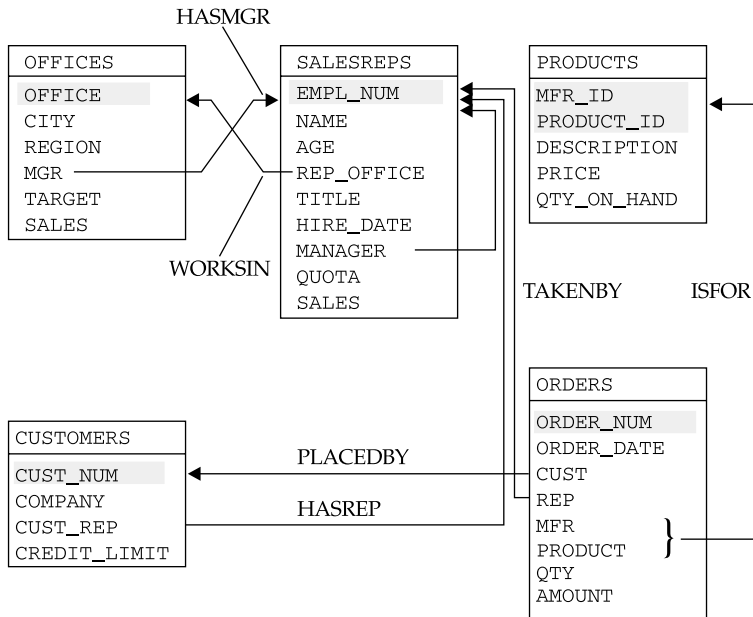 HASMGR
OFFICES
OFFICE
CITY
REGION
MGR
TARGET
SALES
SALESREPS
EMPL_NUM
NAME
AGE
REP_OFFICE
TITLE
HIRE_DATE
MANAGER
QUOTA
SALES
PRODUCTS
MFR_ID
PRODUCT_ID
DESCRIPTION
PRICE
QTY_ON_HAND
WORKSIN
TAKENBY
ISFOR
CUSTOMERS
CUST_NUM
COMPANY
CUST_REP
CREDIT_LIMIT
PLACEDBY
HASREP
ORDERS
ORDER_NUM
ORDER_DATE
CUST
REP
MFR
PRODUCT
}
QTY
AMOUNT